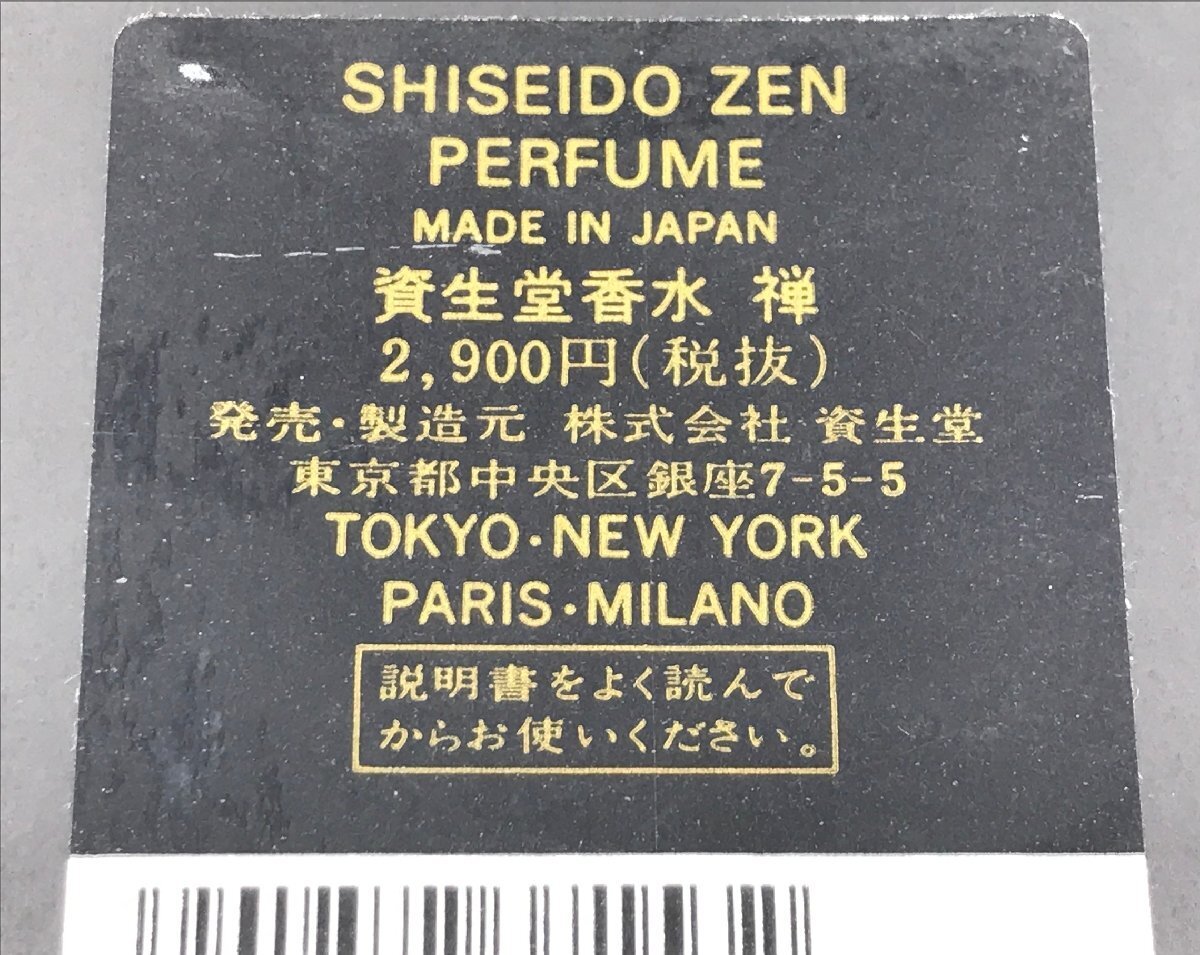 SHISEIDO ZEN
PERFUME
MADE IN JAPAN
資生堂香水 禅
2,900円(税抜)
発売・製造元 株式会社 資生堂
東京都中央区銀座7-5-5
TOKYO・NEW YORK
PARIS・MILANO
説明書をよく読んで
からお使いください。